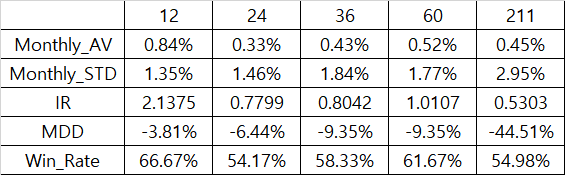 12 24 36 60 211
Monthly_AV 0.84% 0.33% 0.43% 0.52% 0.45%
Monthly_STD 1.35% 1.46% 1.84% 1.77% 2.95%
IR 2.1375 0.7799 0.8042 1.0107 0.5303
MDD -3.81% -6.44% -9.35% -9.35% -44.51%
Win_Rate 66.67% 54.17% 58.33% 61.67% 54.98%